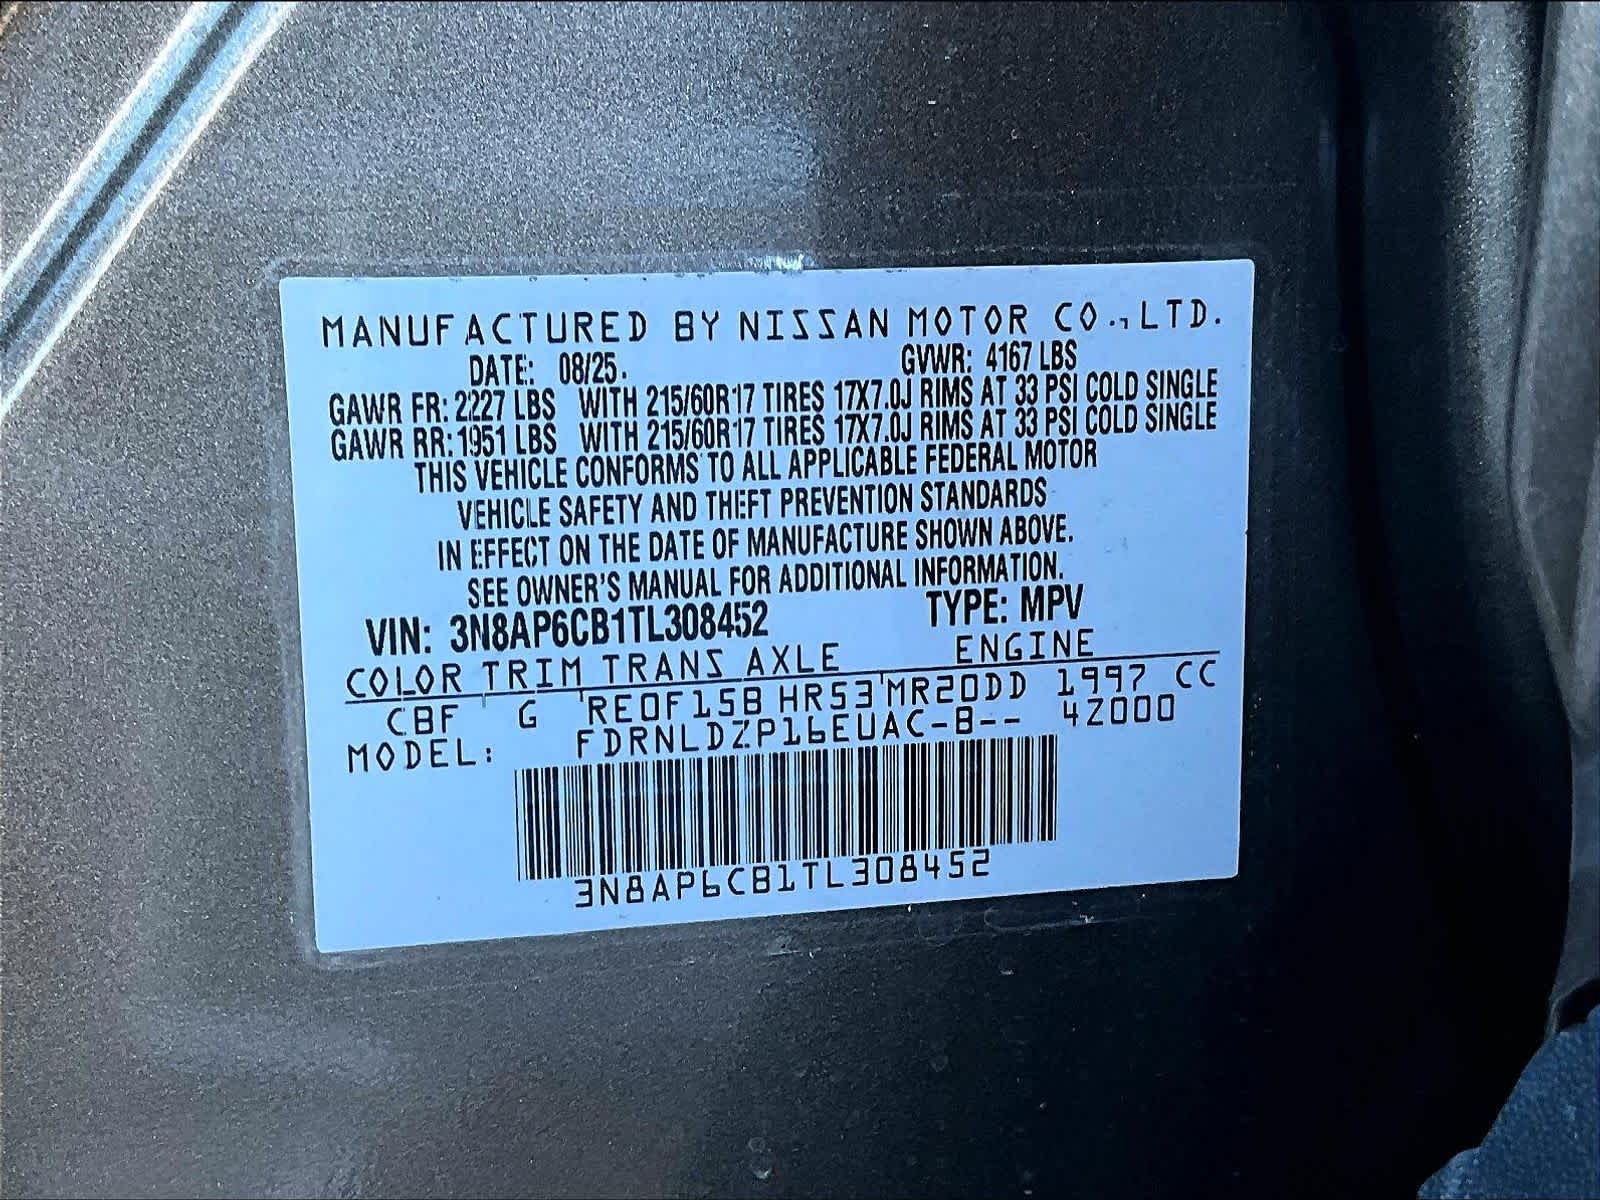 MANUFACTURED BY NISSAN MOTOR CO.,LTD.
DATE: 08/25. GVWR: 4167 LBS
GAWR FR: 2227 LBS WITH 215/60R17 TIRES 17X7.0J RIMS AT 33 PSI COLD SINGLE
GAWR RR: 1951 LBS WITH 215/60R17 TIRES 17X7.0J RIMS AT 33 PSI COLD SINGLE
THIS VEHICLE CONFORMS TO ALL APPLICABLE FEDERAL MOTOR
VEHICLE SAFETY AND THEFT PREVENTION STANDARDS
IN EFFECT ON THE DATE OF MANUFACTURE SHOWN ABOVE.
SEE OWNER'S MANUAL FOR ADDITIONAL INFORMATION.
VIN: 3N8AP6CB1TL308452 TYPE: MPV
COLOR TRIM TRANS AXLE ENGINE
CBF G RE0F15B HR53 MR20DD 1997 CC
MODEL: FDRNLDZP16EUAC-B-- 42000
3N8AP6CB1TL308452